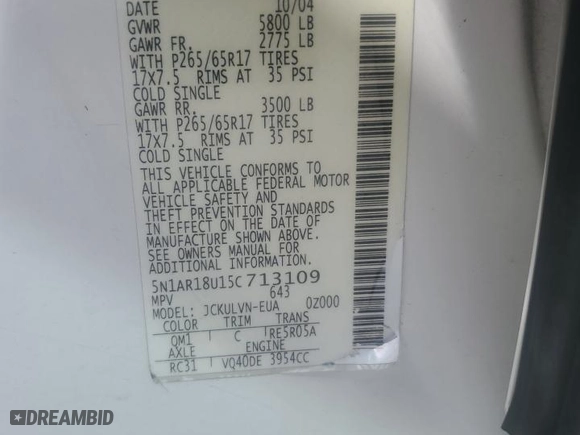 DATE 10/04
GVWR 5800 LB
GAWR FR. 2775 LB
WITH P265/65R17 TIRES
17X7.5 RIMS AT 35 PSI
COLD SINGLE
GAWR RR. 3500 LB
WITH P265/65R17 TIRES
17X7.5 RIMS AT 35 PSI
COLD SINGLE
THIS VEHICLE CONFORMS TO
ALL APPLICABLE FEDERAL MOTOR
VEHICLE SAFETY AND
THEFT PREVENTION STANDARDS
IN EFFECT ON THE DATE OF
MANUFACTURE SHOWN ABOVE.
SEE OWNERS MANUAL FOR
ADDITIONAL INFORMATION
5N1AR18U15C713109
MPV 643
MODEL: JCKULVN-EUA 0Z000
COLOR TRIM TRANS
QM1 C RE5R05A
AXLE ENGINE
RC31 VQ40DE 3954CC
DREAMBID